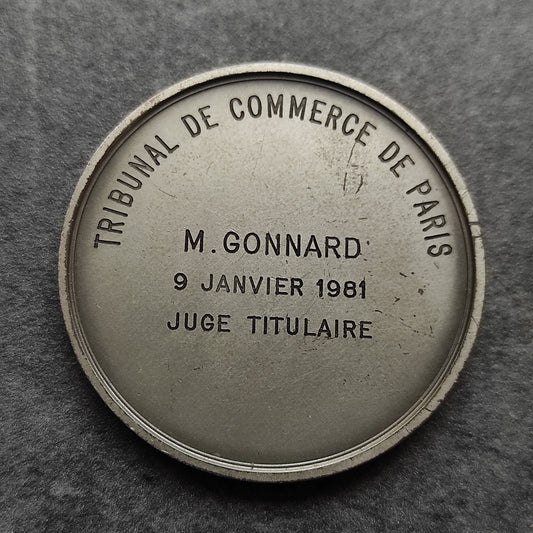 TRIBUNAL DE COMMERCE DE PARIS
M. GONNARD
9 JANVIER 1981
JUGE TITULAIRE